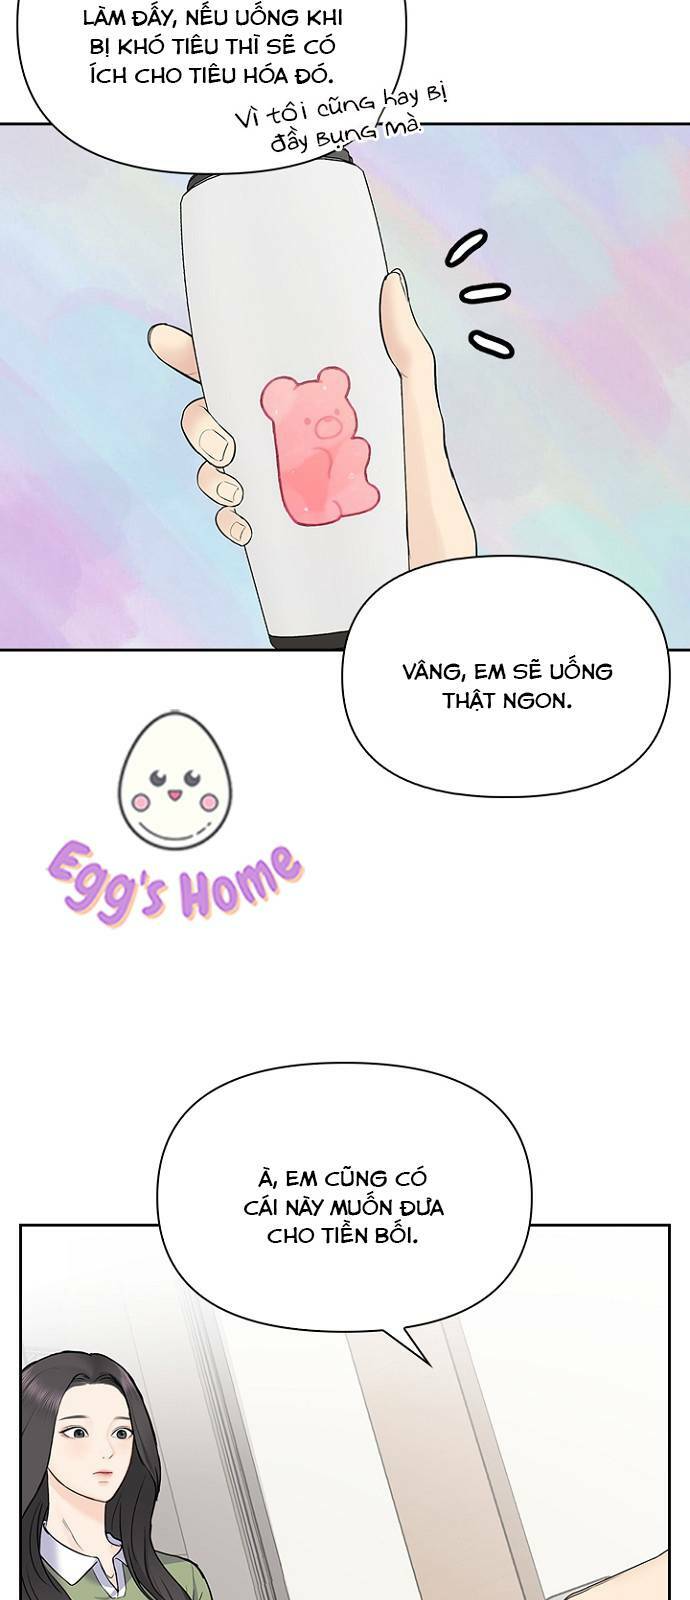 LÀM ĐẤY, NẾU UỐNG KHI
BỊ KHÓ TIÊU THÌ SẼ CÓ
ÍCH CHO TIÊU HÓA ĐÓ.
Vì tôi cũng hay bị
đầy bụng mà.
VÂNG, EM SẼ UỐNG
THẬT NGON.
Egg's Home
À, EM CŨNG CÓ
CÁI NÀY MUỐN ĐƯA
CHO TIỀN BỐI.